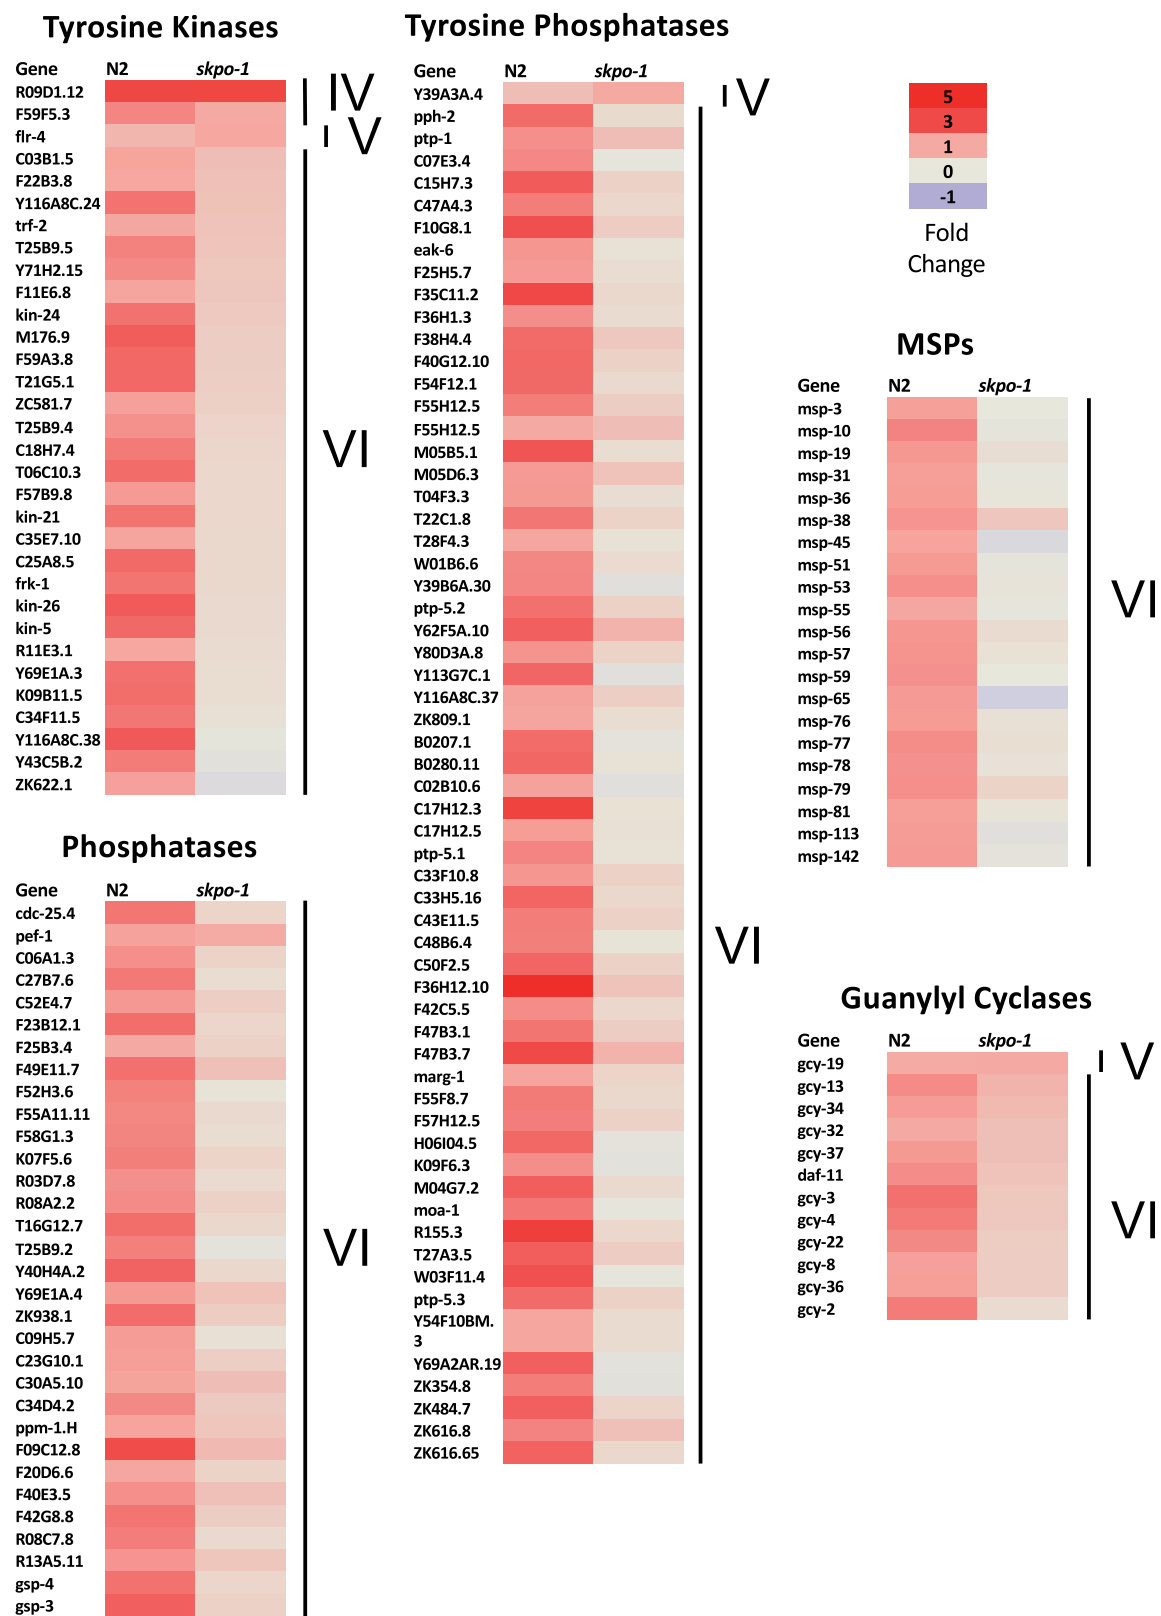 Tyrosine Kinases
Gene N2 skpo-1
R09D1.12
F59F5.3
flr-4
C03B1.5
F22B3.8
Y116A8C.24
trf-2
T25B9.5
Y71H2.15
F11E6.8
kin-24
M176.9
F59A3.8
T21G5.1
ZC581.7
T25B9.4
C18H7.4
T06C10.3
F57B9.8
kin-21
C35E7.10
C25A8.5
frk-1
kin-26
kin-5
R11E3.1
Y69E1A.3
K09B11.5
C34F11.5
Y116A8C.38
Y43C5B.2
ZK622.1
IV
V
VI
Phosphatases
Gene N2 skpo-1
cdc-25.4
pef-1
C06A1.3
C27B7.6
C52E4.7
F23B12.1
F25B3.4
F49E11.7
F52H3.6
F55A11.11
F58G1.3
K07F5.6
R03D7.8
R08A2.2
T16G12.7
T25B9.2
Y40H4A.2
Y69E1A.4
ZK938.1
C09H5.7
C23G10.1
C30A5.10
C34D4.2
ppm-1.H
F09C12.8
F20D6.6
F40E3.5
F42G8.8
R08C7.8
R13A5.11
gsp-4
gsp-3
VI
Tyrosine Phosphatases
Gene N2 skpo-1
Y39A3A.4
pph-2
ptp-1
C07E3.4
C15H7.3
C47A4.3
F10G8.1
eak-6
F25H5.7
F35C11.2
F36H1.3
F38H4.4
F40G12.10
F54F12.1
F55H12.5
F55H12.5
M05B5.1
M05D6.3
T04F3.3
T22C1.8
T28F4.3
W01B6.6
Y39B6A.30
ptp-5.2
Y62F5A.10
Y80D3A.8
Y113G7C.1
Y116A8C.37
ZK809.1
B0207.1
B0280.11
C02B10.6
C17H12.3
C17H12.5
ptp-5.1
C33F10.8
C33H5.16
C43E11.5
C48B6.4
C50F2.5
F36H12.10
F42C5.5
F47B3.1
F47B3.7
marg-1
F55F8.7
F57H12.5
H06I04.5
K09F6.3
M04G7.2
moa-1
R155.3
T27A3.5
W03F11.4
ptp-5.3
Y54F10BM.
3
Y69A2AR.19
ZK354.8
ZK484.7
ZK616.8
ZK616.65
V
VI
5
3
1
0
-1
Fold
Change
MSPs
Gene N2 skpo-1
msp-3
msp-10
msp-19
msp-31
msp-36
msp-38
msp-45
msp-51
msp-53
msp-55
msp-56
msp-57
msp-59
msp-65
msp-76
msp-77
msp-78
msp-79
msp-81
msp-113
msp-142
VI
Guanylyl Cyclases
Gene N2 skpo-1
gcy-19
gcy-13
gcy-34
gcy-32
gcy-37
daf-11
gcy-3
gcy-4
gcy-22
gcy-8
gcy-36
gcy-2
V
VI